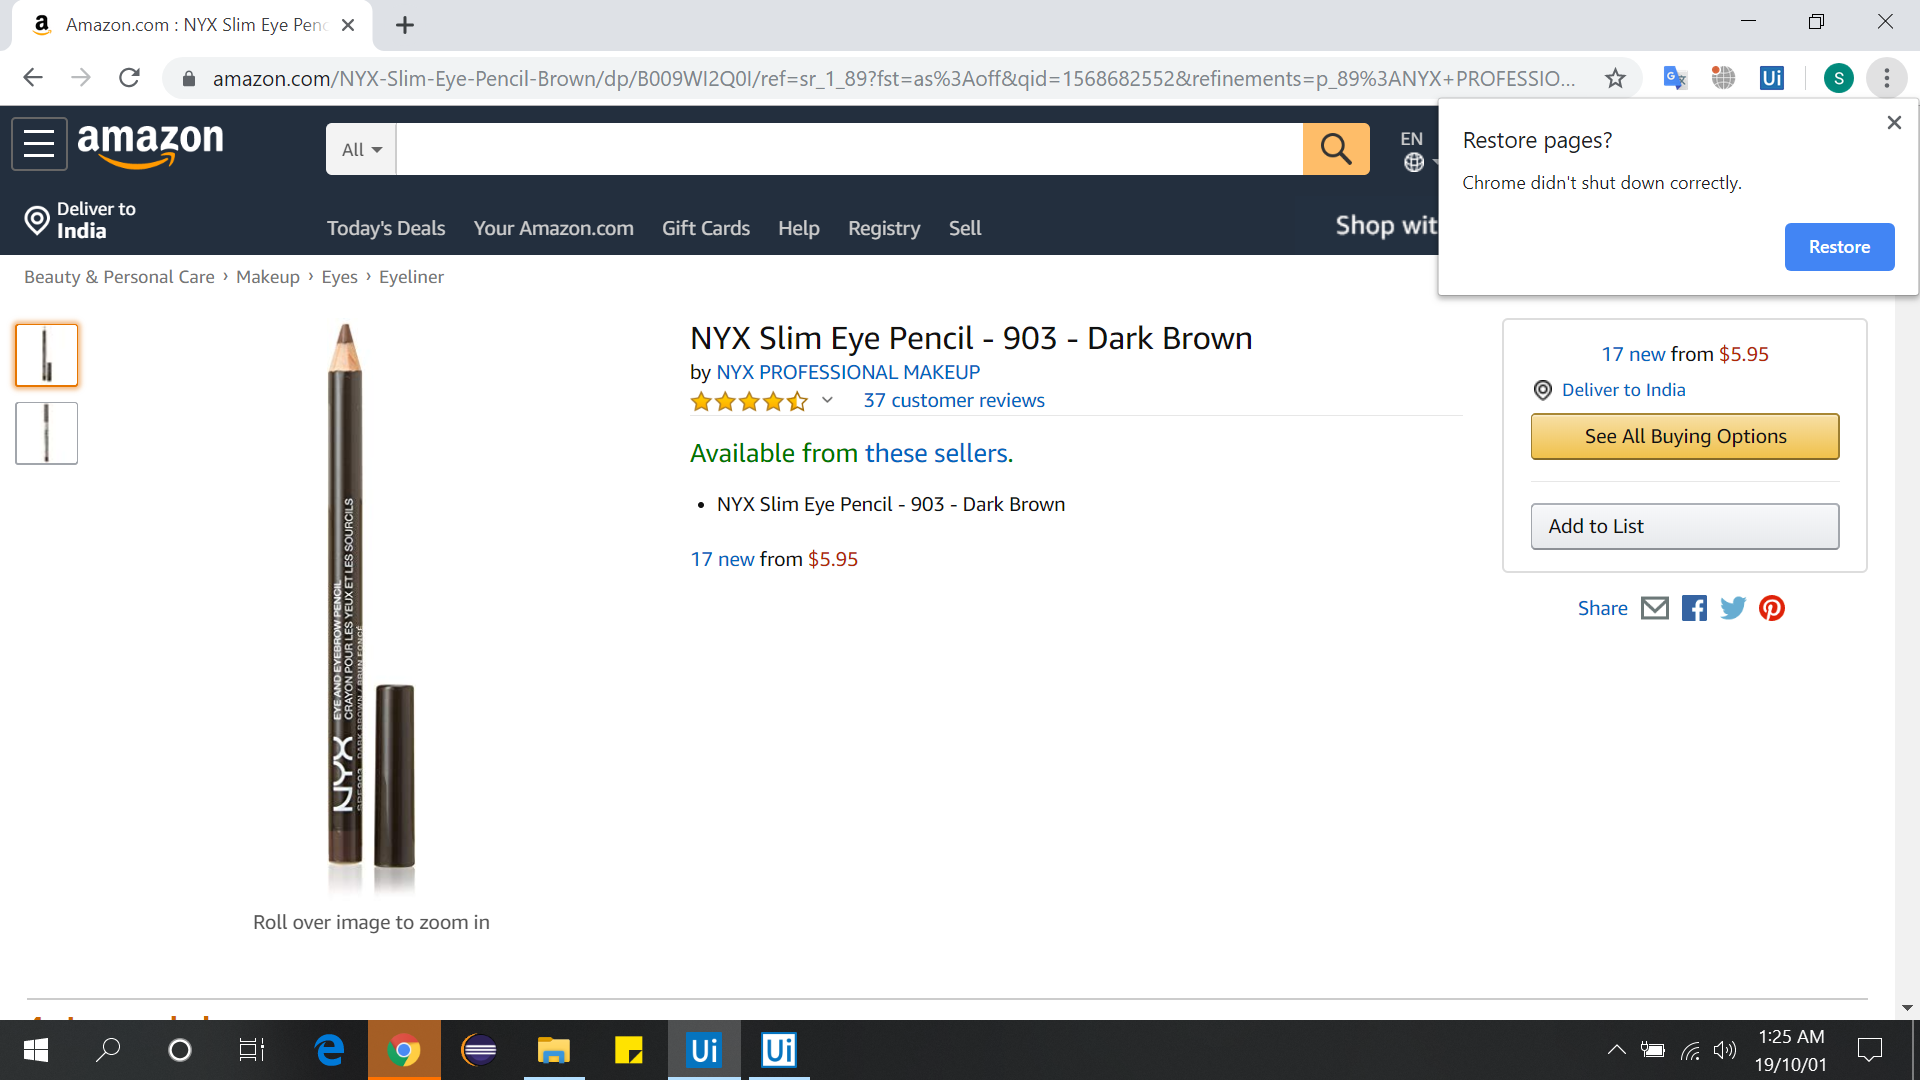 Amazon.com : NYX Slim Eye Penc
amazon.com/NYX-Slim-Eye-Pencil-Brown/dp/B009WI2Q0I/ref=sr_1_89?fst=as%3Aoff&qid=1568682552&refinements=p_89%3ANYX+PROFESSIO...
S
Restore pages?
Chrome didn't shut down correctly.
Restore
amazon
All
EN
Deliver to
India
Today's Deals
Your Amazon.com
Gift Cards
Help
Registry
Sell
Shop wit
Beauty & Personal Care › Makeup › Eyes › Eyeliner
NYX Slim Eye Pencil - 903 - Dark Brown
by NYX PROFESSIONAL MAKEUP
37 customer reviews
Available from these sellers.
• NYX Slim Eye Pencil - 903 - Dark Brown
17 new from $5.95
17 new from $5.95
Deliver to India
See All Buying Options
Add to List
Share
NYX
EYE AND EYEBROW PENCIL
CRAYON POUR LES YEUX ET LES SOURCILS
DARK BROWN / BRUN FONCÉ
Roll over image to zoom in
Ui
Ui
Ui
1:25 AM
19/10/01